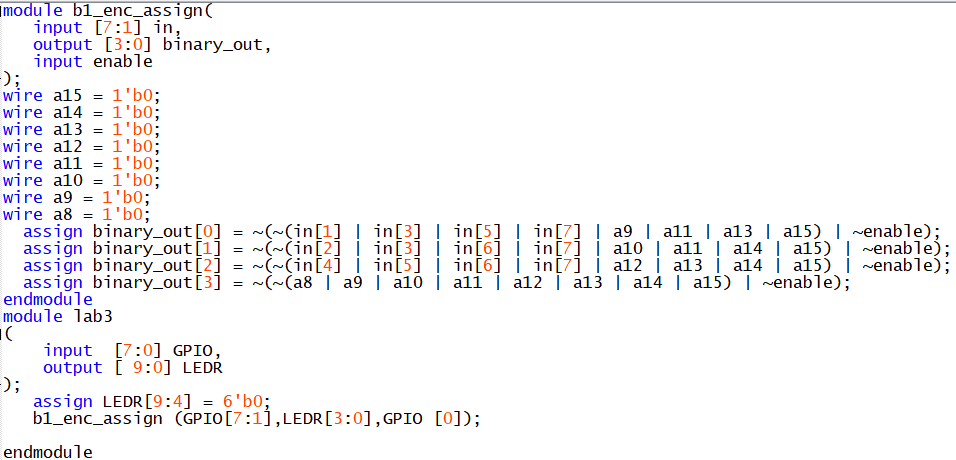 module b1_enc_assign(
input [7:1] in,
output [3:0] binary_out,
input enable
);
wire a15 = 1'b0;
wire a14 = 1'b0;
wire a13 = 1'b0;
wire a12 = 1'b0;
wire a11 = 1'b0;
wire a10 = 1'b0;
wire a9 = 1'b0;
wire a8 = 1'b0;
assign binary_out[0] = ~(~(in[1] | in[3] | in[5] | in[7] | a9 | a11 | a13 | a15) | ~enable);
assign binary_out[1] = ~(~(in[2] | in[3] | in[6] | in[7] | a10 | a11 | a14 | a15) | ~enable);
assign binary_out[2] = ~(~(in[4] | in[5] | in[6] | in[7] | a12 | a13 | a14 | a15) | ~enable);
assign binary_out[3] = ~(~(a8 | a9 | a10 | a11 | a12 | a13 | a14 | a15) | ~enable);
endmodule
module lab3
(
input  [7:0] GPIO,
output [ 9:0] LEDR
);
assign LEDR[9:4] = 6'b0;
b1_enc_assign (GPIO[7:1],LEDR[3:0],GPIO [0]);
endmodule